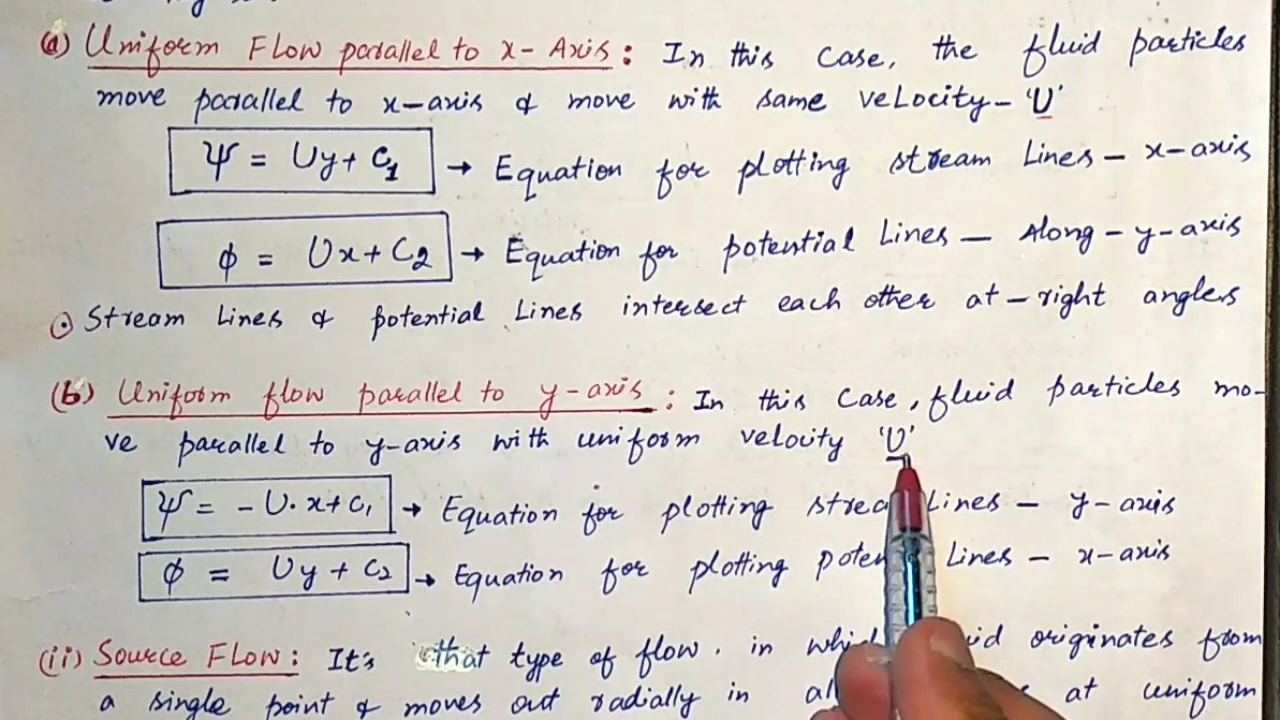 (a) Uniform Flow parallel to x-Axis: In this case, the fluid particles
move parallel to x-axis & move with same velocity-'U'
Ψ = Uy + C1 → Equation for plotting stream Lines - x-axis
φ = Ux + C2 → Equation for potential Lines - Along-y-axis
⊙ Stream Lines & potential Lines intersect each other at-right angles
(b) Uniform flow parallel to y-axis: In this case, fluid particles mo-
ve parallel to y-axis with uniform velocity 'U'
Ψ = - U·x + C1 → Equation for plotting Lines - y-axis
φ = Uy + C2 → Equation for plotting Lines - x-axis
(ii) Source Flow: It's that type of flow. in originates from
a single point & moves out radially in at uniform